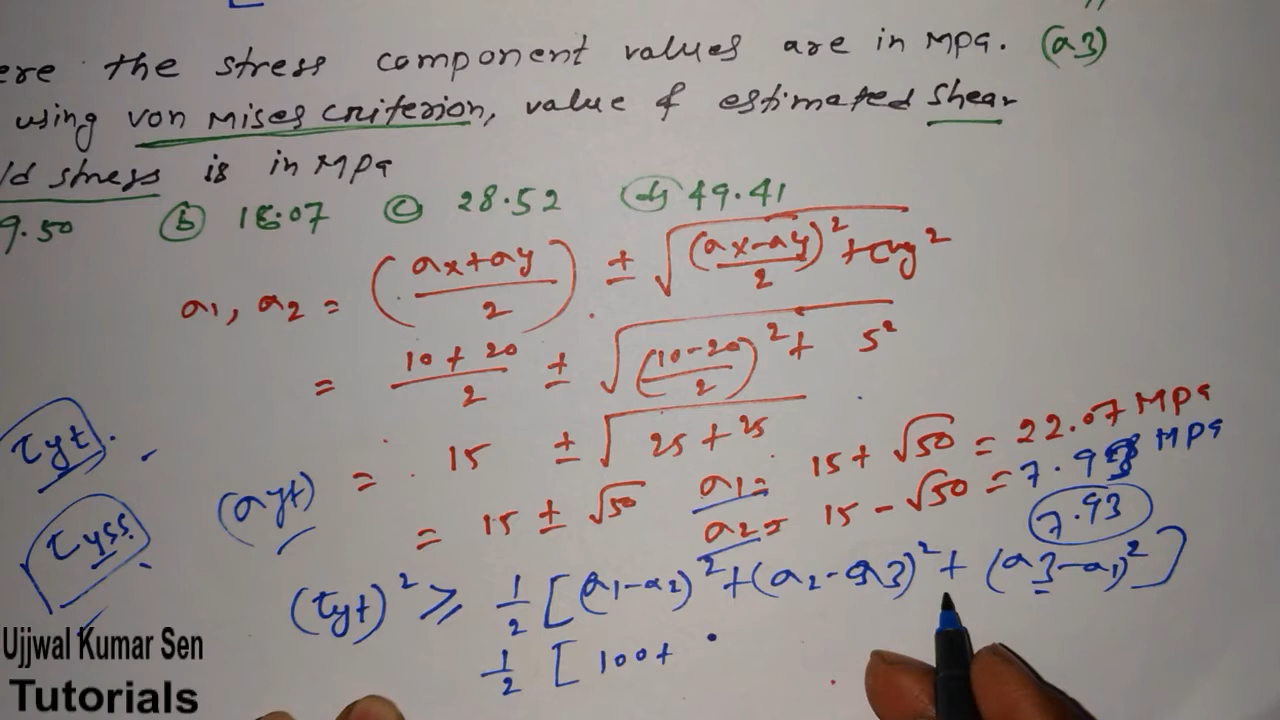 ere the stress component values are in MPa. (σ3)
using von Mises criterion, value of estimated shear
ld stress is in MPa
9.50 (b) 18.07 (c) 28.52 (d) 49.41
σ1, σ2 = (σx+σy / 2) ± √((σx-σy / 2)² + τxy²)
= 10+20 / 2 ± √((10-20 / 2)² + 5²)
τyt.
(σyt) = 15 ± √(25+25)
= 15 ± √50 σ1= 15+√50 = 22.07 MPa
σ2= 15-√50 = 7.93 MPa
7.93
τyss.
(τyt)² ≥ 1/2 [(σ1-σ2)²+(σ2-σ3)²+(σ3-σ1)²]
1/2 [100+
Ujjwal Kumar Sen
Tutorials